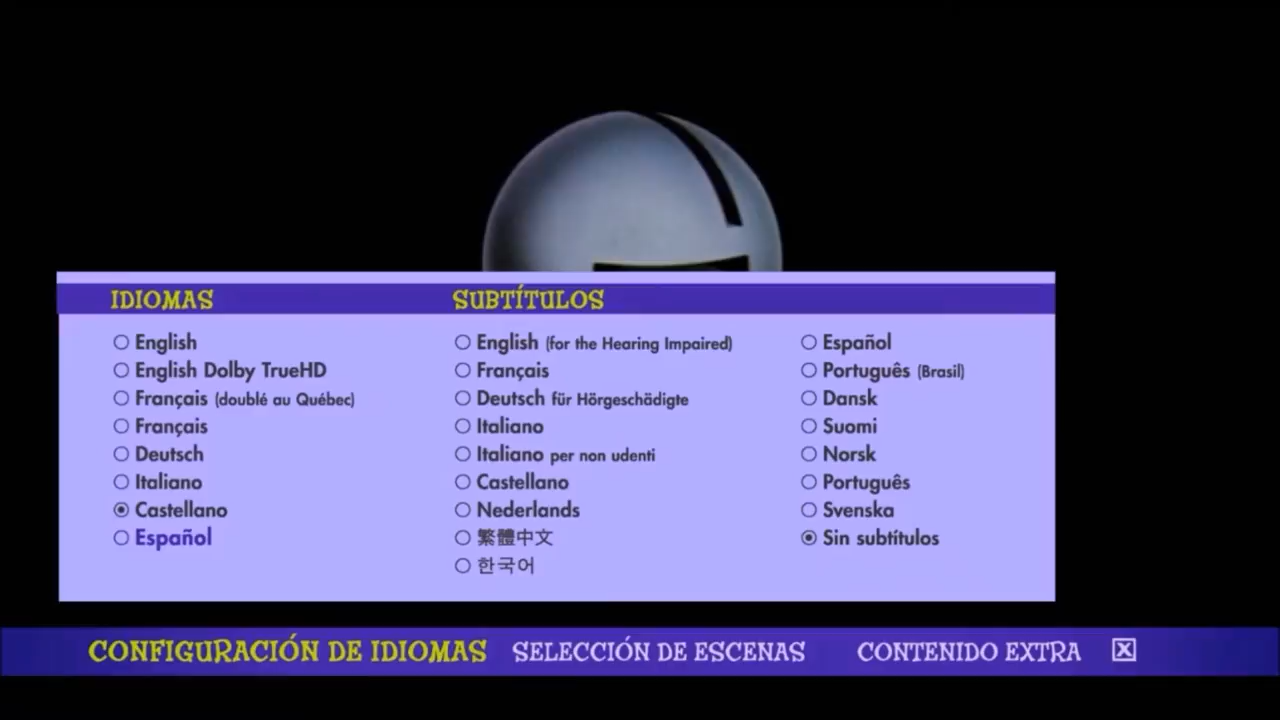 IDIOMAS
English
English Dolby TrueHD
Français (doublé au Québec)
Français
Deutsch
Italiano
Castellano
Español
SUBTÍTULOS
English (for the Hearing Impaired)
Français
Deutsch für Hörgeschädigte
Italiano
Italiano per non udenti
Castellano
Nederlands
繁體中文
한국어
Español
Português (Brasil)
Dansk
Suomi
Norsk
Português
Svenska
Sin subtítulos
CONFIGURACIÓN DE IDIOMAS SELECCIÓN DE ESCENAS CONTENIDO EXTRA